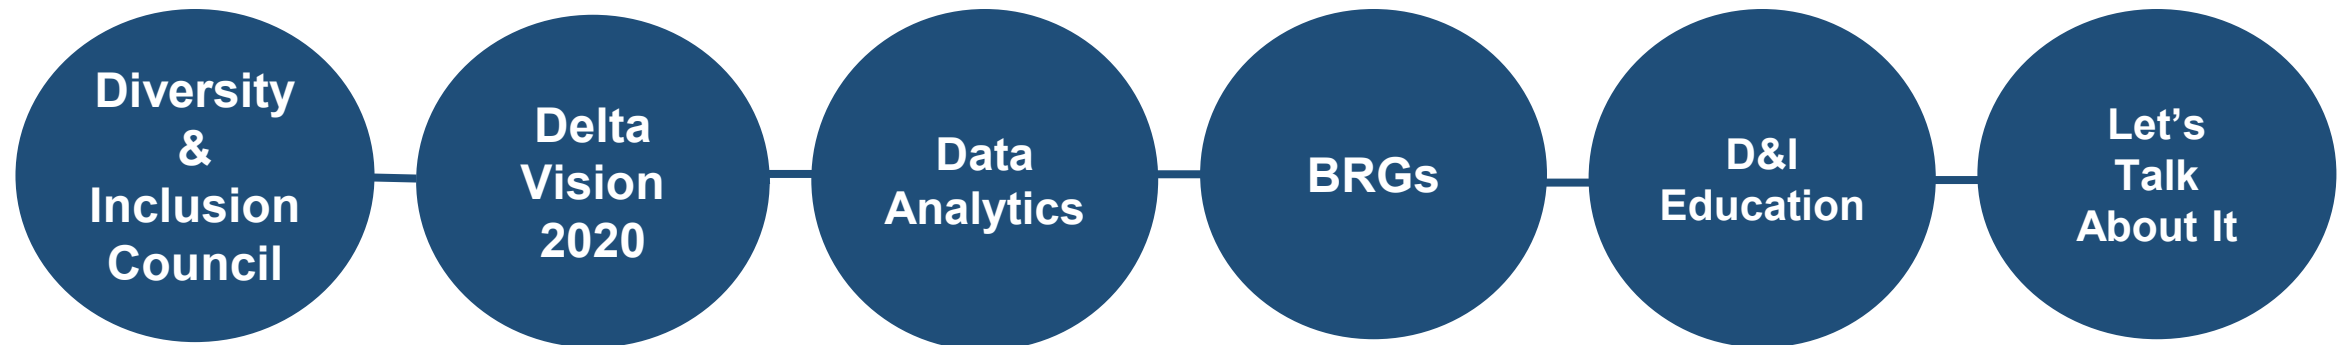 Diversity
&
Inclusion
Council
Delta
Vision
2020
Data
Analytics
BRGs
D&I
Education
Let’s
Talk
About It